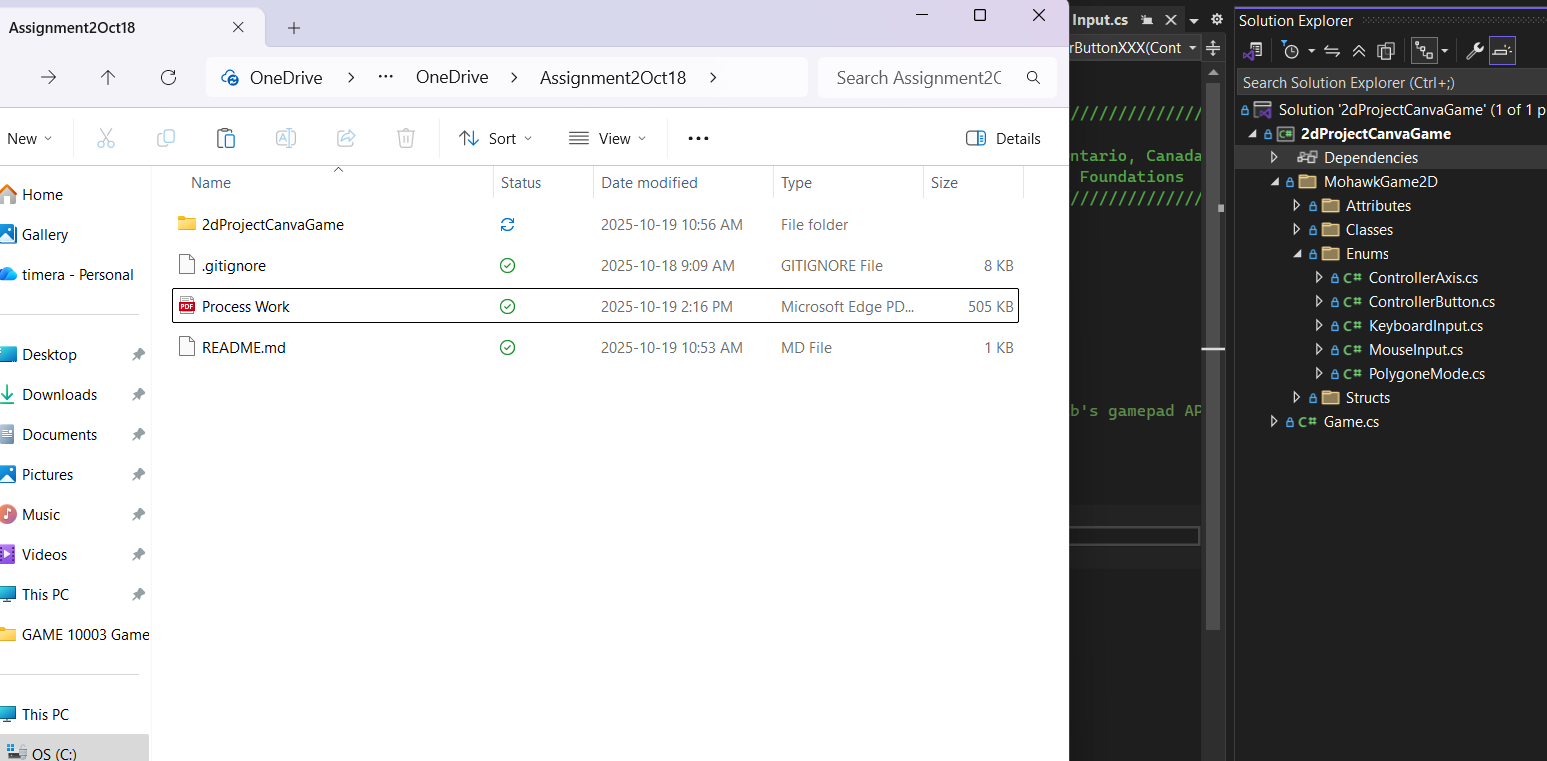 Assignment2Oct18
OneDrive > ... OneDrive > Assignment2Oct18 >
Search Assignment2C
New
Sort
View
Details
Name Status Date modified Type Size
2dProjectCanvaGame 2025-10-19 10:56 AM File folder
.gitignore 2025-10-18 9:09 AM GITIGNORE File 8 KB
PDF Process Work 2025-10-19 2:16 PM Microsoft Edge PD... 505 KB
README.md 2025-10-19 10:53 AM MD File 1 KB
Home
Gallery
timera - Personal
Desktop
Downloads
Documents
Pictures
Music
Videos
This PC
GAME 10003 Game
This PC
OS (C:)
Input.cs
rButtonXXX(Cont
///////////////
ntario, Canada
Foundations
///////////////
b's gamepad AP
Solution Explorer
Search Solution Explorer (Ctrl+;)
Solution '2dProjectCanvaGame' (1 of 1 p
C# 2dProjectCanvaGame
Dependencies
MohawkGame2D
Attributes
Classes
Enums
C# ControllerAxis.cs
C# ControllerButton.cs
C# KeyboardInput.cs
C# MouseInput.cs
C# PolygoneMode.cs
Structs
C# Game.cs